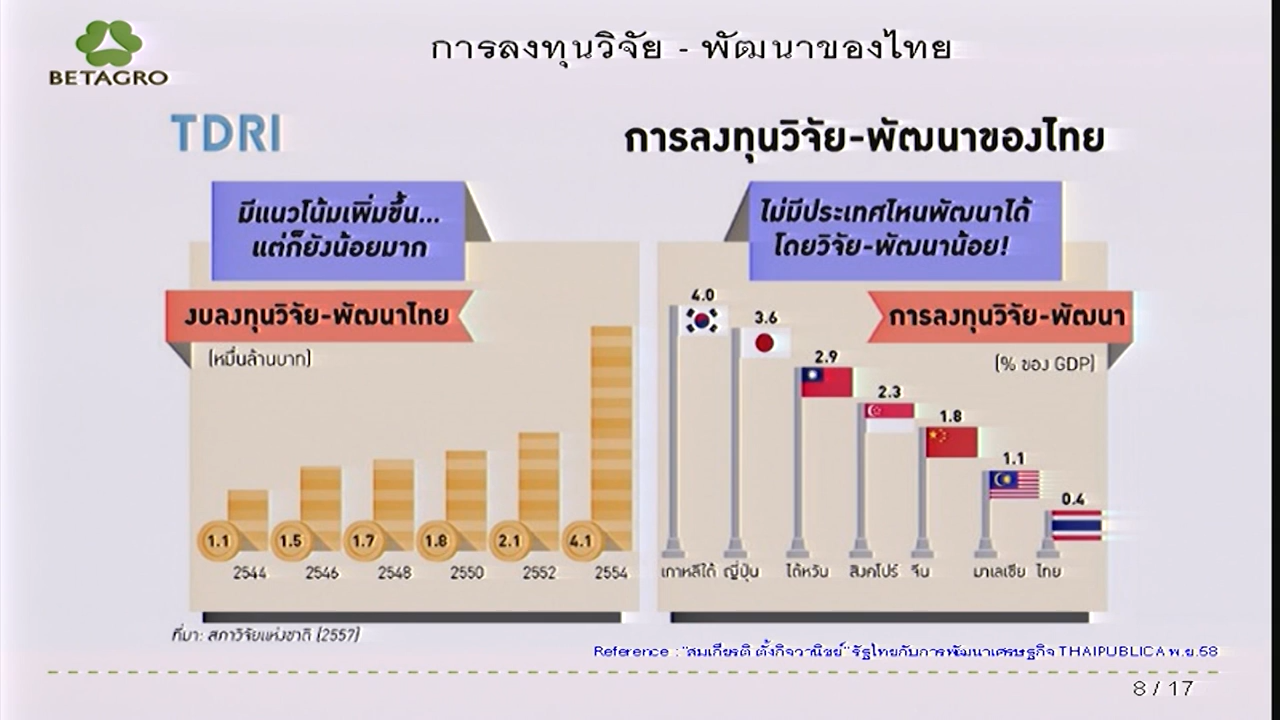 BETAGRO
การลงทุนวิจัย - พัฒนาของไทย
TDRI
การลงทุนวิจัย-พัฒนาของไทย
มีแนวโน้มเพิ่มขึ้น...
แต่ก็ยังน้อยมาก
งบลงทุนวิจัย-พัฒนาไทย
(หมื่นล้านบาท)
1.1 1.5 1.7 1.8 2.1 4.1
2544 2546 2548 2550 2552 2554
ไม่มีประเทศไหนพัฒนาได้
โดยวิจัย-พัฒนาน้อย!
การลงทุนวิจัย-พัฒนา
(% ของ GDP)
4.0
3.6
2.9
2.3
1.8
1.1
0.4
เกาหลีใต้ ญี่ปุ่น ไต้หวัน สิงคโปร์ จีน มาเลเซีย ไทย
ที่มา: สภาวิจัยแห่งชาติ (2557)
Reference : "สมเกียรติ ตั้งกิจวานิชย์" รัฐไทยกับการพัฒนาเศรษฐกิจ THAIPUBLICA พ.ย.58
8 / 17